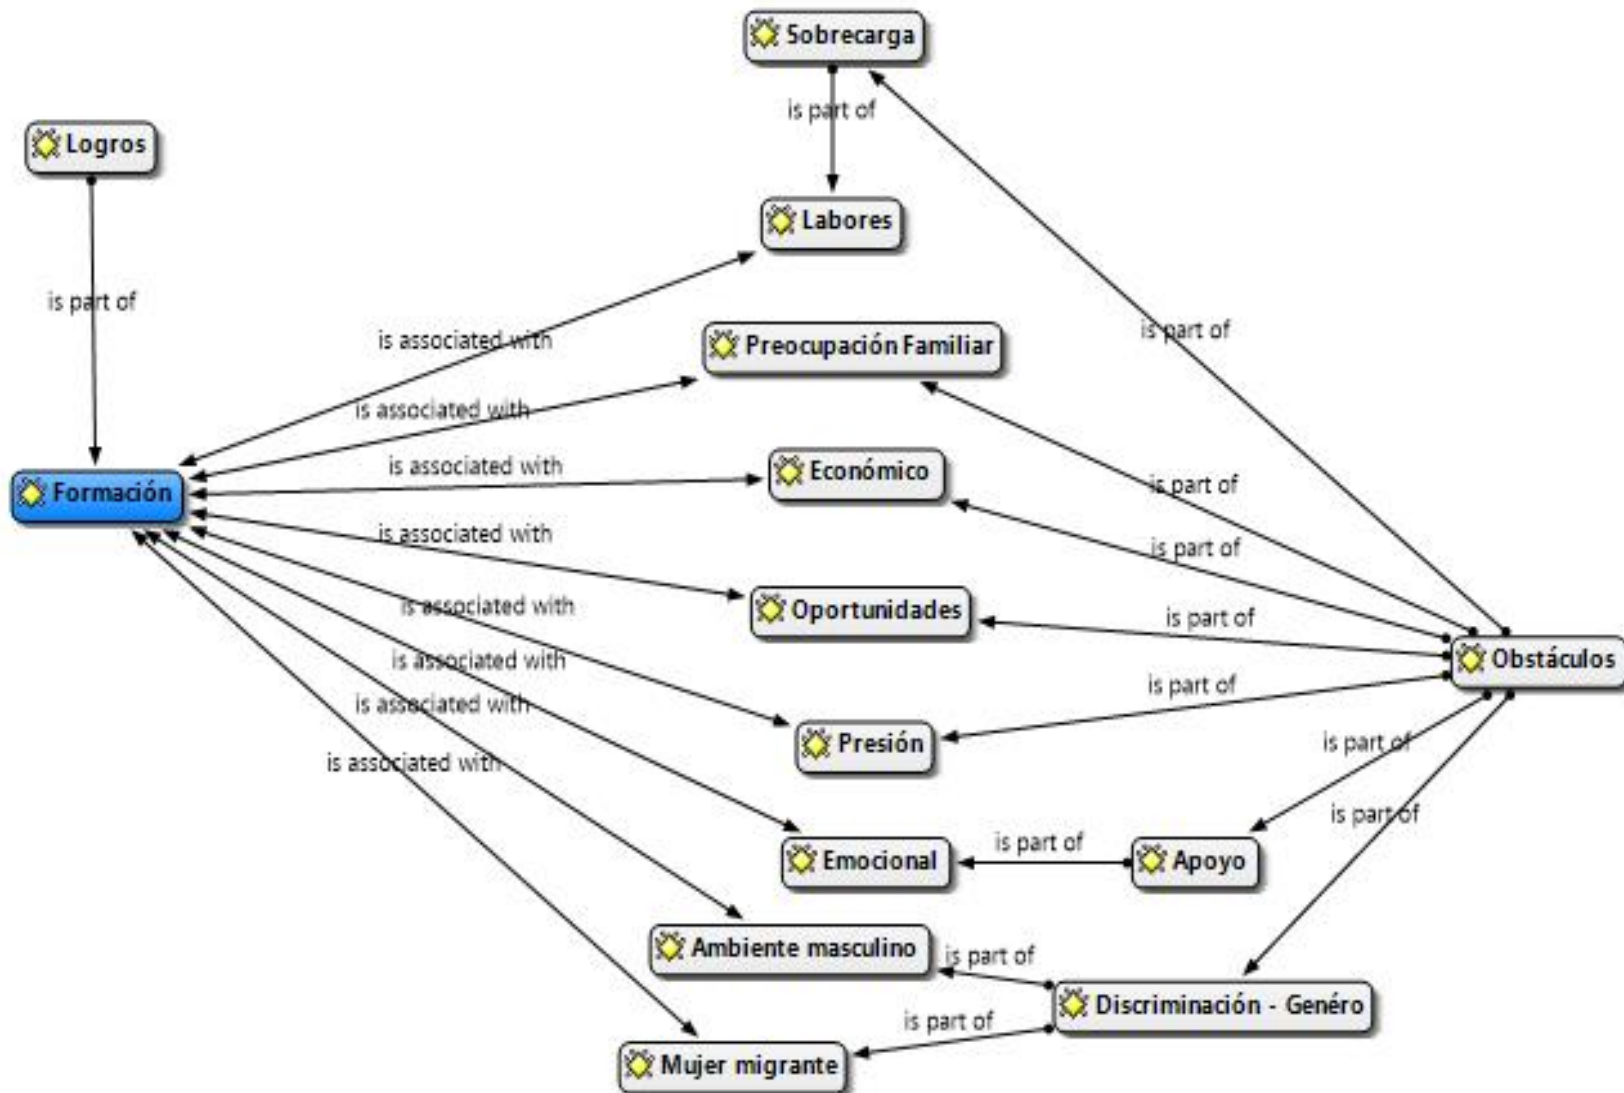 Sobrecarga
is part of
Logros
Labores
is part of
is associated with
is part of
Preocupación Familiar
is associated with
is associated with
Económico
is part of
Formación
is associated with
is part of
is associated with
Oportunidades
is part of
is associated with
Obstáculos
is associated with
is part of
Presión
is part of
is associated with
is part of
Emocional
is part of
Apoyo
Ambiente masculino
is part of
Discriminación - Genéro
is part of
Mujer migrante